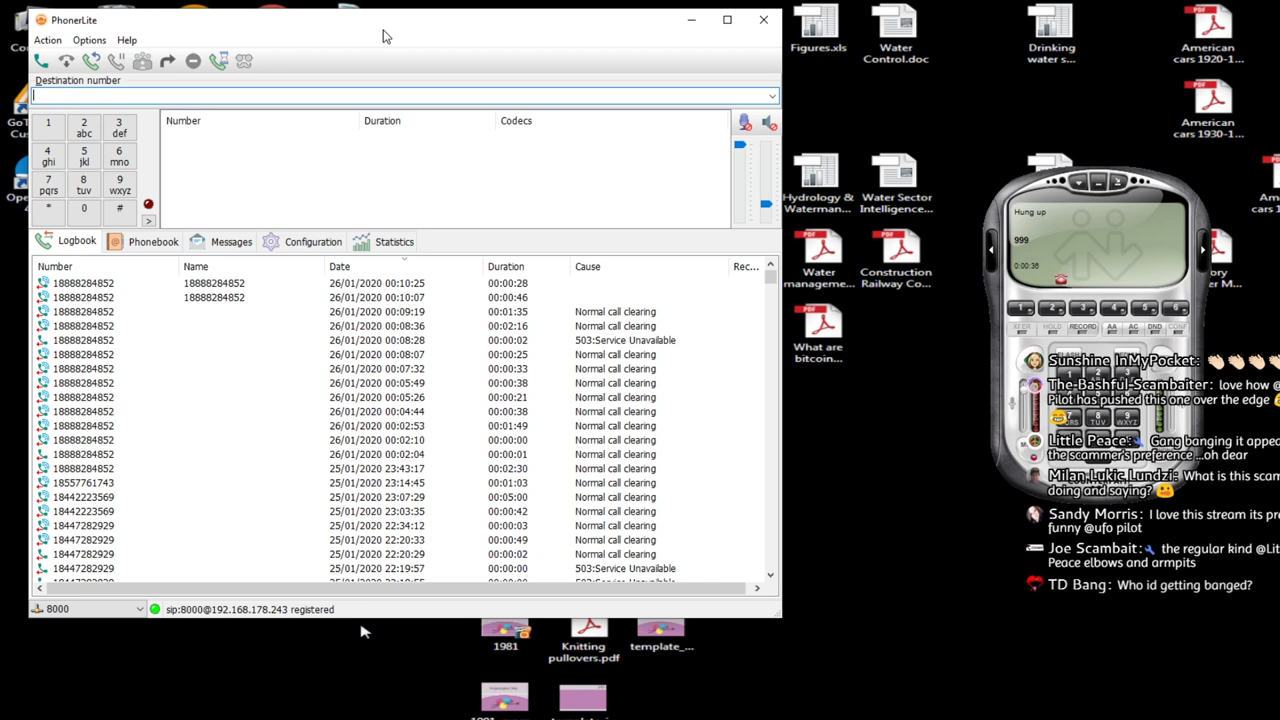 PhonerLite
Action Options Help
Destination number
1 2 abc 3 def
4 ghi 5 jkl 6 mno
7 pqrs 8 tuv 9 wxyz
* 0 # >
Number Duration Codecs
Logbook Phonebook Messages Configuration Statistics
Number Name Date Duration Cause Rec...
18888284852 18888284852 26/01/2020 00:10:25 00:00:28
18888284852 18888284852 26/01/2020 00:10:07 00:00:46
18888284852 26/01/2020 00:09:19 00:01:35 Normal call clearing
18888284852 26/01/2020 00:08:36 00:02:16 Normal call clearing
18888284852 26/01/2020 00:08:28 00:00:02 503:Service Unavailable
18888284852 26/01/2020 00:08:07 00:00:25 Normal call clearing
18888284852 26/01/2020 00:07:32 00:00:33 Normal call clearing
18888284852 26/01/2020 00:05:49 00:00:38 Normal call clearing
18888284852 26/01/2020 00:05:26 00:00:21 Normal call clearing
18888284852 26/01/2020 00:04:44 00:00:38 Normal call clearing
18888284852 26/01/2020 00:02:53 00:01:49 Normal call clearing
18888284852 26/01/2020 00:02:10 00:00:00 Normal call clearing
18888284852 26/01/2020 00:02:04 00:00:01 Normal call clearing
18888284852 25/01/2020 23:43:17 00:02:30 Normal call clearing
18557761743 25/01/2020 23:14:45 00:01:03 Normal call clearing
18442223569 25/01/2020 23:07:29 00:05:00 Normal call clearing
18442223569 25/01/2020 23:03:35 00:00:42 Normal call clearing
18447282929 25/01/2020 22:34:12 00:00:03 Normal call clearing
18447282929 25/01/2020 22:20:33 00:00:49 Normal call clearing
18447282929 25/01/2020 22:20:29 00:00:02 Normal call clearing
18447282929 25/01/2020 22:19:57 00:00:00 503:Service Unavailable
8000 sip:8000@192.168.178.243 registered
Figures.xls
Water
Control.doc
Drinking
water s...
American
cars 1920-1...
American
cars 1930-1...
Hydrology &
Waterman...
Water Sector
Intelligence...
Water
manageme...
Construction
Railway Co...
What are
bitcoin...
1981
Knitting
pullovers.pdf
template_...
Hung up
999
0:00:38
1 2 3 4 5 6
XFER HOLD RECORD AA AC DND CONF
Sunshine InMyPocket:
The-Bashful-Scambaiter: love how @
Pilot has pushed this one over the edge
Little Peace: Gang banging it appea
the scammer's preference ...oh dear
Milan Lukic Lundzi: What is this scam
doing and saying?
Sandy Morris: I love this stream its pr
funny @ufo pilot
Joe Scambait: the regular kind @Lit
Peace elbows and armpits
TD Bang: Who id getting banged?